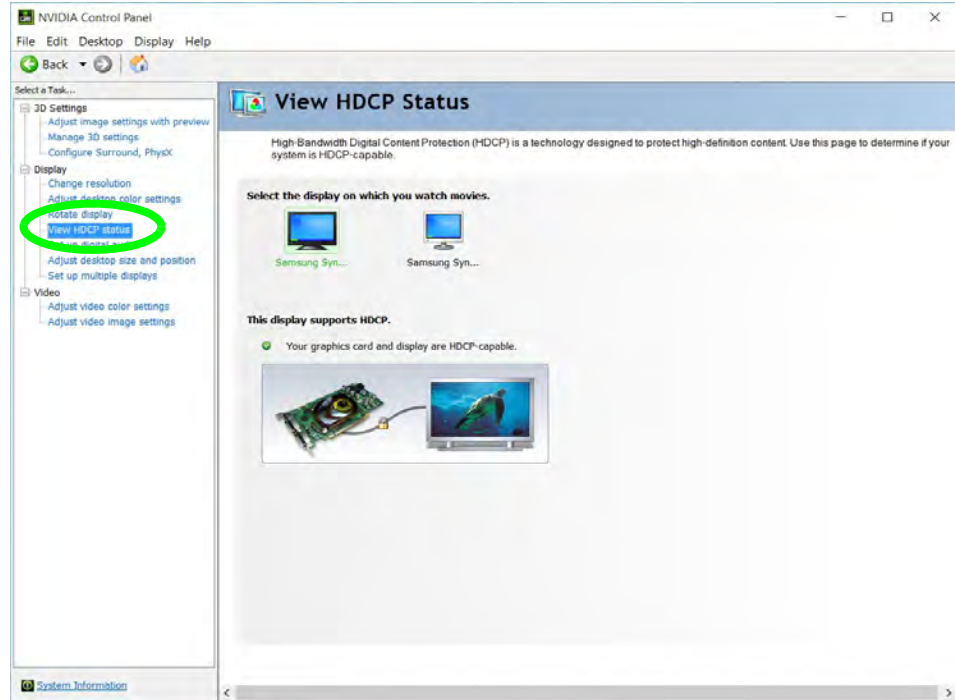 NVIDIA Control Panel
File Edit Desktop Display Help
Back
Select a Task...
3D Settings
Adjust image settings with preview
Manage 3D settings
Configure Surround, PhysX
Display
Change resolution
Adjust desktop color settings
Rotate display
View HDCP status
Set up digital audio
Adjust desktop size and position
Set up multiple displays
Video
Adjust video color settings
Adjust video image settings
System Information
View HDCP Status
High-Bandwidth Digital Content Protection (HDCP) is a technology designed to protect high-definition content. Use this page to determine if your
system is HDCP-capable.
Select the display on which you watch movies.
Samsung Syn... Samsung Syn...
This display supports HDCP.
Your graphics card and display are HDCP-capable.